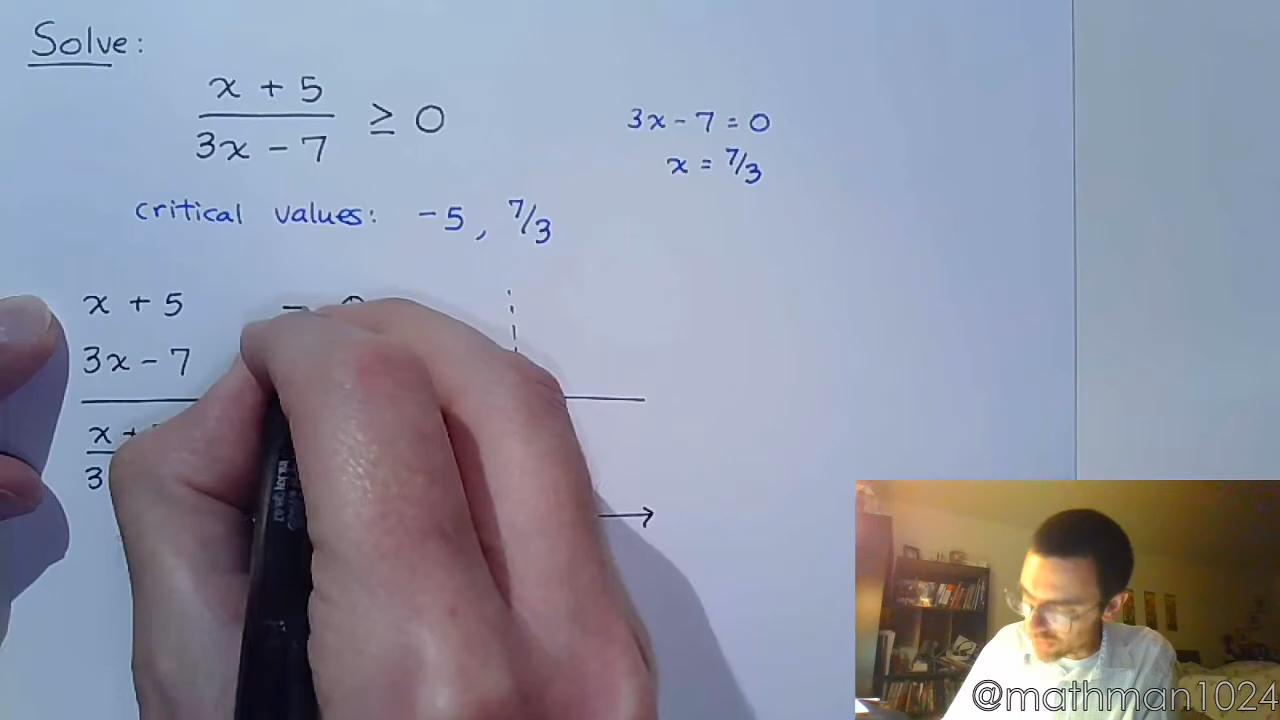 Solve:
x + 5
3x - 7
≥ 0
3x - 7 = 0
x = 7/3
critical values: -5, 7/3
x + 5 −
3x - 7
x +
3
@mathman1024